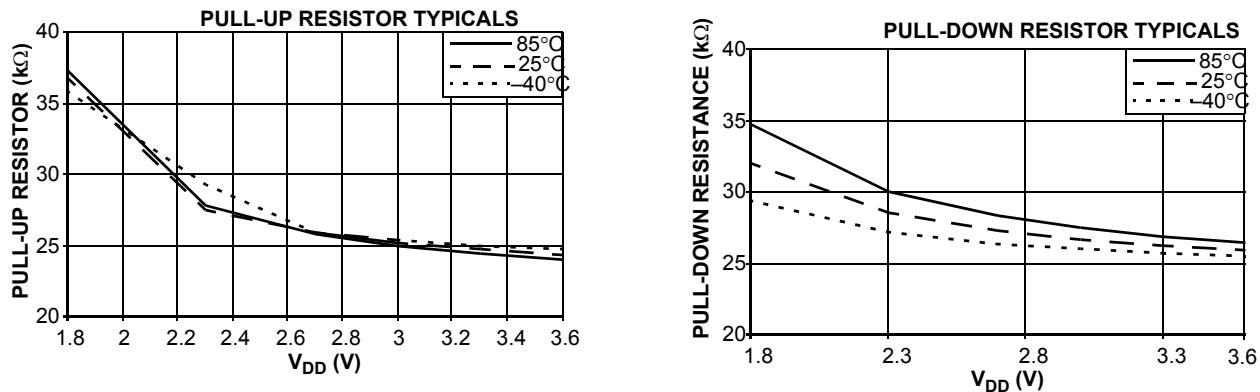 PULL-UP RESISTOR TYPICALS
PULL-UP RESISTOR (kΩ)
40
35
30
25
20
85°C
25°C
–40°C
1.8 2 2.2 2.4 2.6 2.8 3 3.2 3.4 3.6
VDD (V)
PULL-DOWN RESISTOR TYPICALS
PULL-DOWN RESISTANCE (kΩ)
40
35
30
25
20
85°C
25°C
–40°C
1.8 2.3 2.8 3.3 3.6
VDD (V)